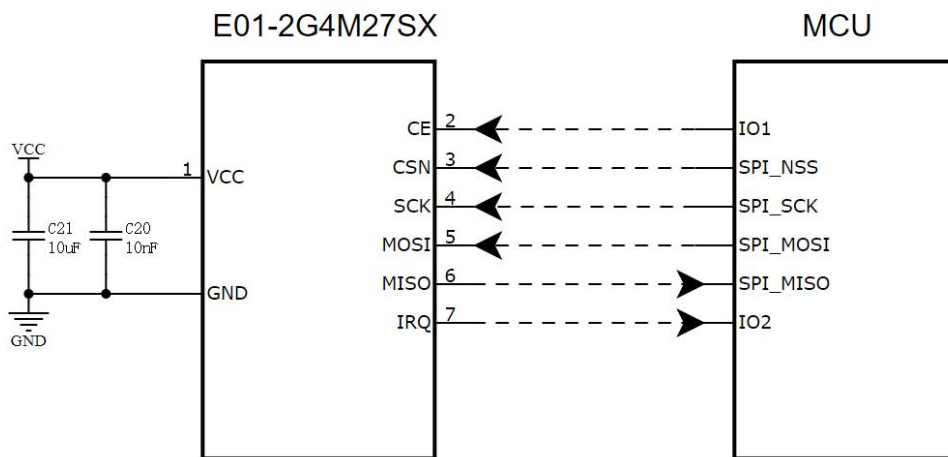 E01-2G4M27SX
MCU
CE 2
IO1
CSN 3
SPI_NSS
VCC
1 VCC
SCK 4
SPI_SCK
C21
10uF
C20
10nF
MOSI 5
SPI_MOSI
MISO 6
SPI_MISO
GND
IRQ 7
IO2
GND